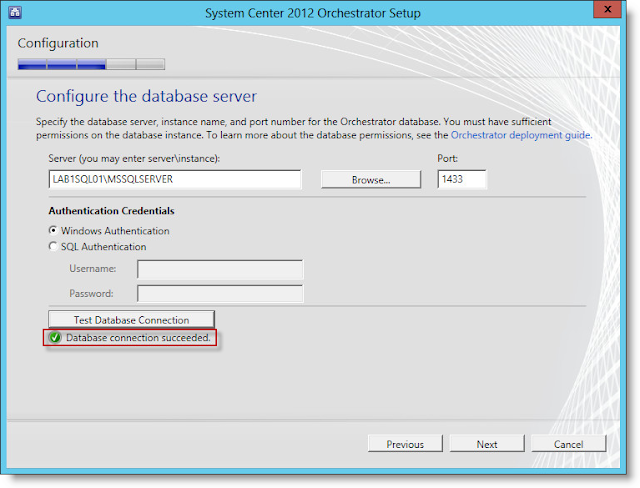 System Center 2012 Orchestrator Setup
x
Configuration
Configure the database server
Specify the database server, instance name, and port number for the Orchestrator database. You must have sufficient
permissions on the database instance. To learn more about the database permissions, see the Orchestrator deployment guide.
Server (you may enter server\instance):
Port:
LAB1SQL01\MSSQLSERVER
Browse...
1433
Authentication Credentials
Windows Authentication
SQL Authentication
Username:
Password:
Test Database Connection
Database connection succeeded.
Previous
Next
Cancel